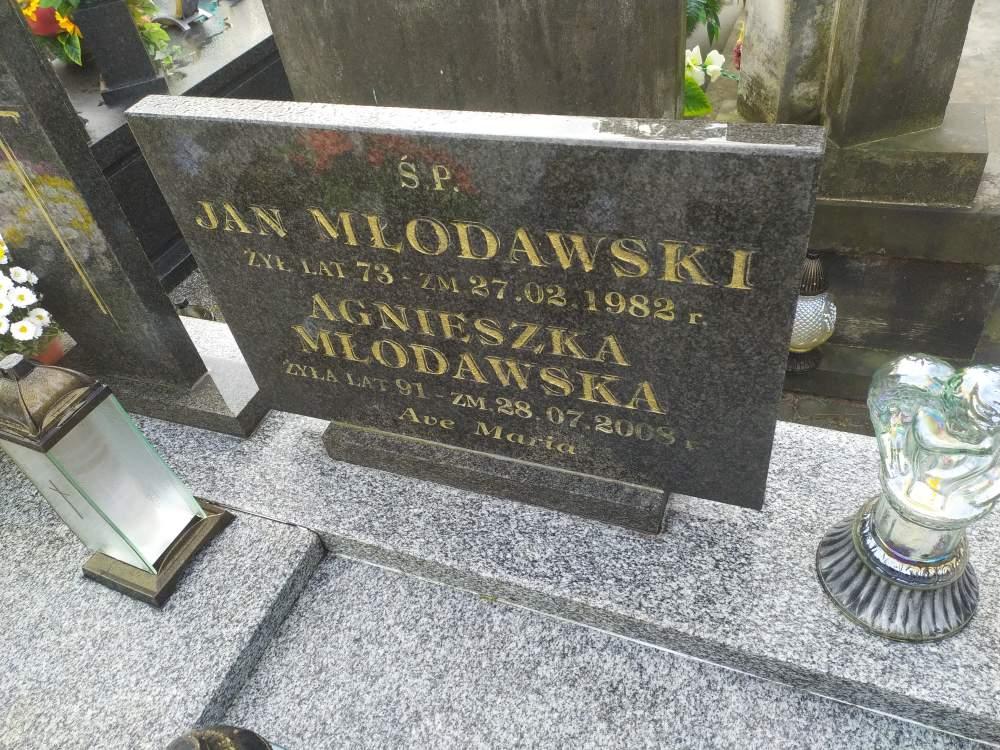 Ś P.
JAN MŁODAWSKI
ŻYŁ LAT 73 - ZM 27.02.1982 r.
AGNIESZKA
MŁODAWSKA
ŻYŁA LAT 91 - ZM. 28.07.2008 r
Ave Maria